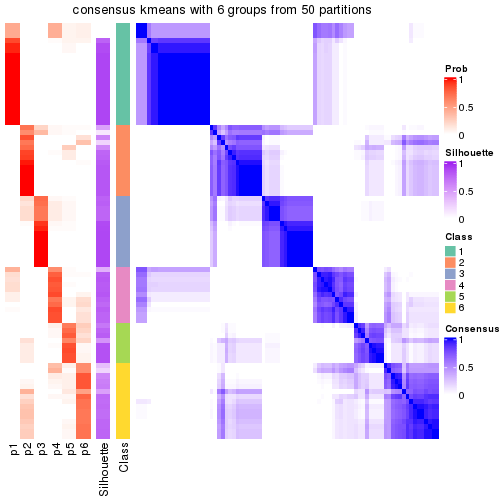 consensus kmeans with 6 groups from 50 partitions
Prob
1
0.5
0
Silhouette
1
0.5
0
Class
1
2
3
4
5
6
Consensus
1
0.5
0
p1
p2
p3
p4
p5
p6
Silhouette
Class